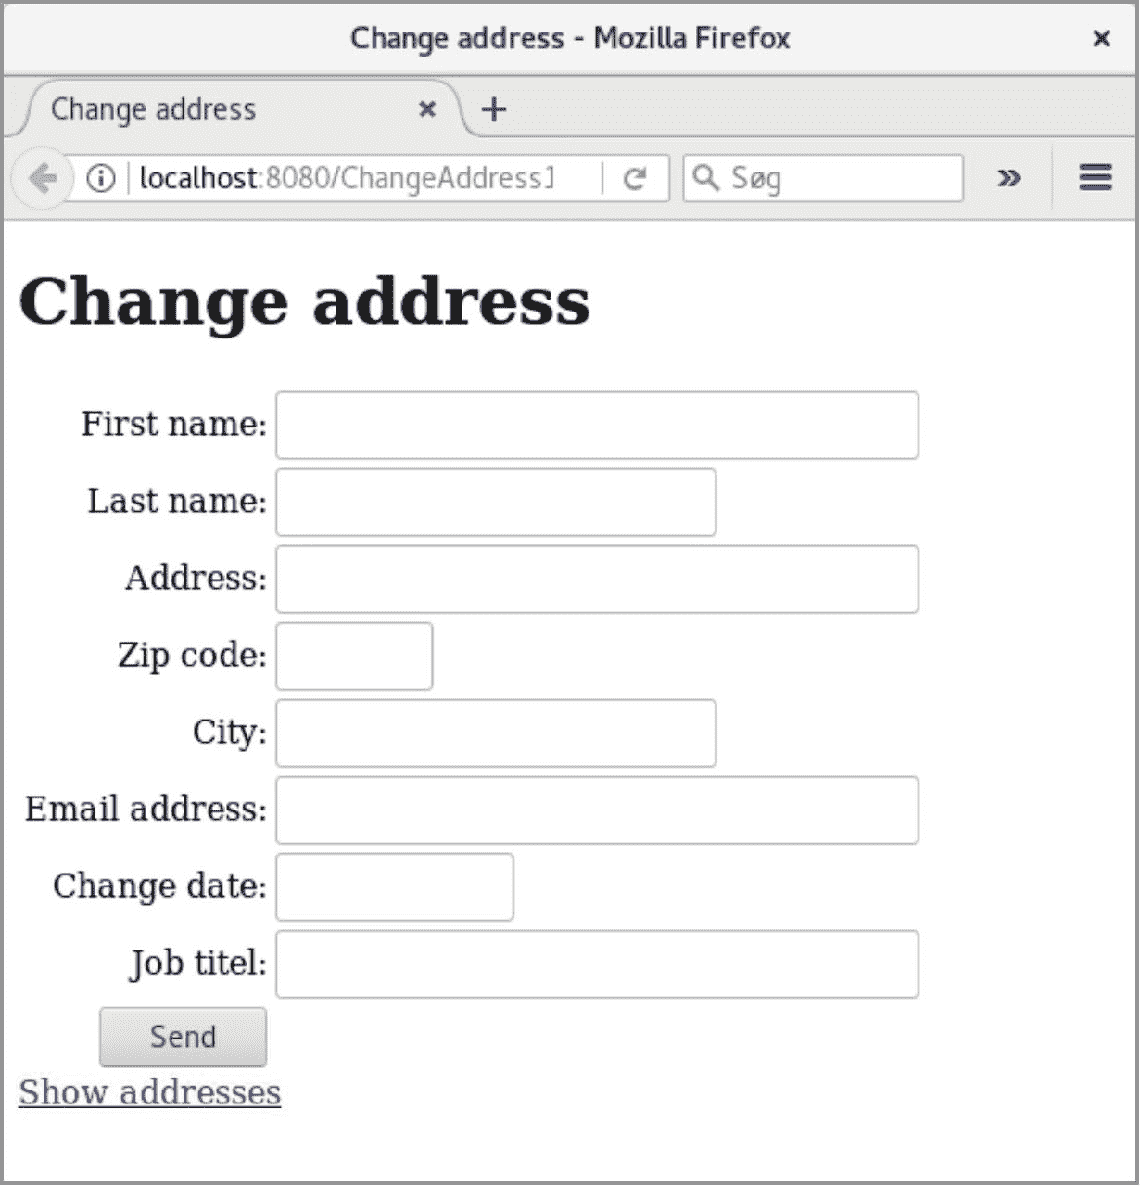 Change address - Mozilla Firefox
Change address
localhost:8080/ChangeAddress1 Søg
Change address
First name:
Last name:
Address:
Zip code:
City:
Email address:
Change date:
Job titel:
Send
Show addresses